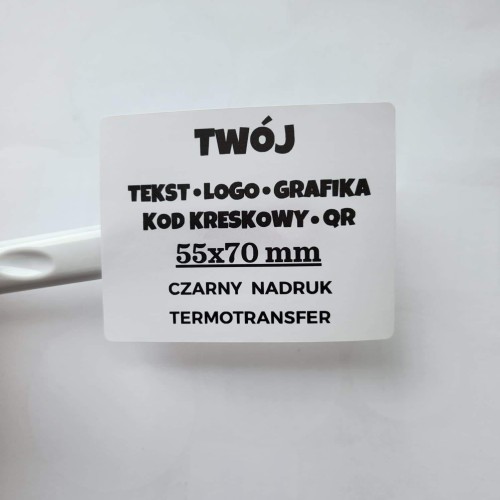 TWÓJ
TEKST • LOGO • GRAFIKA
KOD KRESKOWY • QR
55x70 mm
CZARNY NADRUK
TERMOTRANSFER